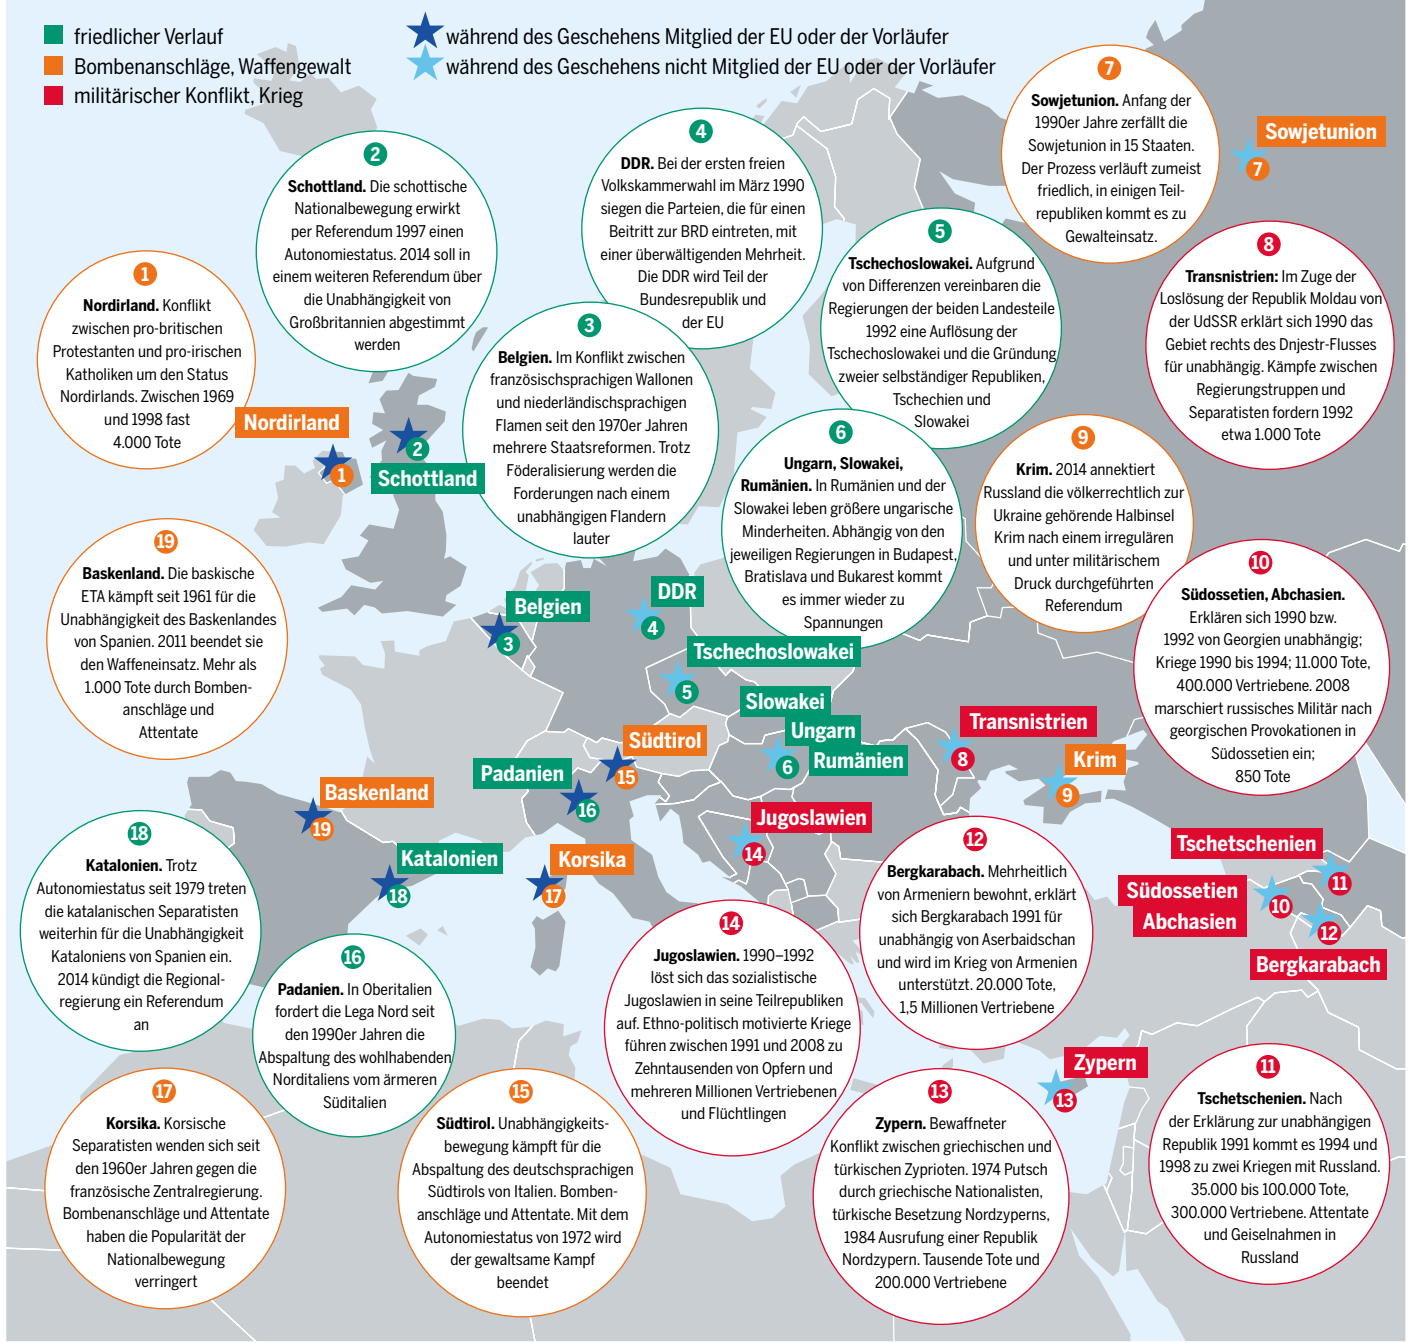 friedlicher Verlauf
Bombenanschläge, Waffengewalt
militärischer Konflikt, Krieg
während des Geschehens Mitglied der EU oder der Vorläufer
während des Geschehens nicht Mitglied der EU oder der Vorläufer
1
Nordirland. Konflikt
zwischen pro-britischen
Protestanten und pro-irischen
Katholiken um den Status
Nordirlands. Zwischen 1969
und 1998 fast
4.000 Tote
2
Schottland. Die schottische
Nationalbewegung erwirkt
per Referendum 1997 einen
Autonomiestatus. 2014 soll in
einem weiteren Referendum über
die Unabhängigkeit von
Großbritannien abgestimmt
werden
3
Belgien. Im Konflikt zwischen
französischsprachigen Wallonen
und niederländischsprachigen
Flamen seit den 1970er Jahren
mehrere Staatsreformen. Trotz
Föderalisierung werden die
Forderungen nach einem
unabhängigen Flandern
lauter
4
DDR. Bei der ersten freien
Volkskammerwahl im März 1990
siegen die Parteien, die für einen
Beitritt zur BRD eintreten, mit
einer überwältigenden Mehrheit.
Die DDR wird Teil der
Bundesrepublik und
der EU
5
Tschechoslowakei. Aufgrund
von Differenzen vereinbaren die
Regierungen der beiden Landesteile
1992 eine Auflösung der
Tschechoslowakei und die Gründung
zweier selbständiger Republiken,
Tschechien und
Slowakei
6
Ungarn, Slowakei,
Rumänien. In Rumänien und der
Slowakei leben größere ungarische
Minderheiten. Abhängig von den
jeweiligen Regierungen in Budapest,
Bratislava und Bukarest kommt
es immer wieder zu
Spannungen
7
Sowjetunion. Anfang der
1990er Jahre zerfällt die
Sowjetunion in 15 Staaten.
Der Prozess verläuft zumeist
friedlich, in einigen Teil-
republiken kommt es zu
Gewalteinsatz.
8
Transnistrien: Im Zuge der
Loslösung der Republik Moldau von
der UdSSR erklärt sich 1990 das
Gebiet rechts des Dnjestr-Flusses
für unabhängig. Kämpfe zwischen
Regierungstruppen und
Separatisten fordern 1992
etwa 1.000 Tote
9
Krim. 2014 annektiert
Russland die völkerrechtlich zur
Ukraine gehörende Halbinsel
Krim nach einem irregulären
und unter militärischem
Druck durchgeführten
Referendum
10
Südossetien, Abchasien.
Erklären sich 1990 bzw.
1992 von Georgien unabhängig;
Kriege 1990 bis 1994; 11.000 Tote,
400.000 Vertriebene. 2008
marschiert russisches Militär nach
georgischen Provokationen in
Südossetien ein;
850 Tote
19
Baskenland. Die baskische
ETA kämpft seit 1961 für die
Unabhängigkeit des Baskenlandes
von Spanien. 2011 beendet sie
den Waffeneinsatz. Mehr als
1.000 Tote durch Bomben-
anschläge und
Attentate
18
Katalonien. Trotz
Autonomiestatus seit 1979 treten
die katalanischen Separatisten
weiterhin für die Unabhängigkeit
Kataloniens von Spanien ein.
2014 kündigt die Regional-
regierung ein Referendum
an
16
Padanien. In Oberitalien
fordert die Lega Nord seit
den 1990er Jahren die
Abspaltung des wohlhabenden
Norditaliens vom ärmeren
Süditalien
17
Korsika. Korsische
Separatisten wenden sich seit
den 1960er Jahren gegen die
französische Zentralregierung.
Bombenanschläge und Attentate
haben die Popularität der
Nationalbewegung
verringert
15
Südtirol. Unabhängigkeits-
bewegung kämpft für die
Abspaltung des deutschsprachigen
Südtirols von Italien. Bomben-
anschläge und Attentate. Mit dem
Autonomiestatus von 1972 wird
der gewaltsame Kampf
beendet
14
Jugoslawien. 1990–1992
löst sich das sozialistische
Jugoslawien in seine Teilrepubliken
auf. Ethno-politisch motivierte Kriege
führen zwischen 1991 und 2008 zu
Zehntausenden von Opfern und
mehreren Millionen Vertriebenen
und Flüchtlingen
12
Bergkarabach. Mehrheitlich
von Armeniern bewohnt, erklärt
sich Bergkarabach 1991 für
unabhängig von Aserbaidschan
und wird im Krieg von Armenien
unterstützt. 20.000 Tote,
1,5 Millionen Vertriebene
13
Zypern. Bewaffneter
Konflikt zwischen griechischen und
türkischen Zyprioten. 1974 Putsch
durch griechische Nationalisten,
türkische Besetzung Nordzyperns,
1984 Ausrufung einer Republik
Nordzypern. Tausende Tote und
200.000 Vertriebene
11
Tschetschenien. Nach
der Erklärung zur unabhängigen
Republik 1991 kommt es 1994 und
1998 zu zwei Kriegen mit Russland.
35.000 bis 100.000 Tote,
300.000 Vertriebene. Attentate
und Geiselnahmen in
Russland
Sowjetunion
7
Nordirland
1
2
Schottland
Belgien
3
DDR
4
Tschechoslowakei
5
Slowakei
Ungarn
Rumänien
6
Transnistrien
8
Krim
9
Südtirol
15
Padanien
16
Baskenland
19
Katalonien
18
Korsika
17
Jugoslawien
14
Tschetschenien
11
Südossetien
Abchasien
10
12
Bergkarabach
Zypern
13